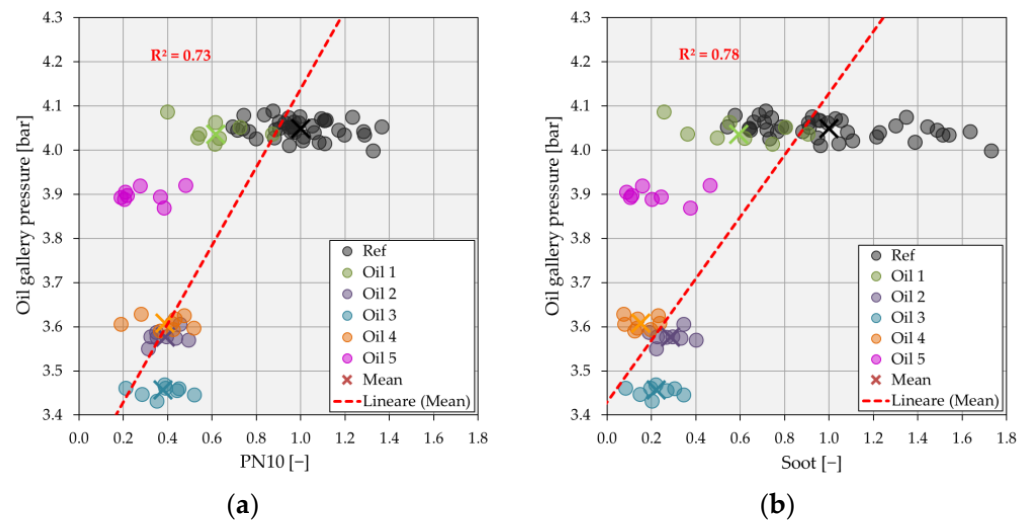 4.3
4.2
4.1
4.0
3.9
3.8
3.7
3.6
3.5
3.4
Oil gallery pressure [bar]
R² = 0.73
Ref
Oil 1
Oil 2
Oil 3
Oil 4
Oil 5
Mean
Lineare (Mean)
0.0 0.2 0.4 0.6 0.8 1.0 1.2 1.4 1.6 1.8
PN10 [−]
(a)
4.3
4.2
4.1
4.0
3.9
3.8
3.7
3.6
3.5
3.4
Oil gallery pressure [bar]
R² = 0.78
Ref
Oil 1
Oil 2
Oil 3
Oil 4
Oil 5
Mean
Lineare (Mean)
0.0 0.2 0.4 0.6 0.8 1.0 1.2 1.4 1.6 1.8
Soot [−]
(b)